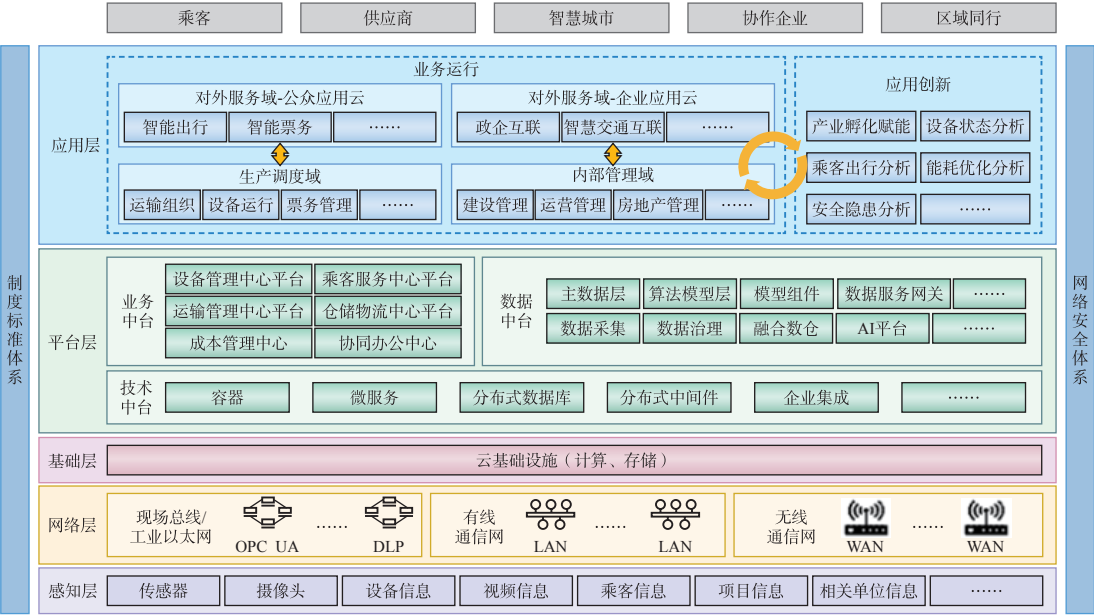 乘客
供应商
智慧城市
协作企业
区域同行
制度标准体系
网络安全体系
应用层
业务运行
对外服务域-公众应用云
智能出行
智能票务
……
对外服务域-企业应用云
政企互联
智慧交通互联
……
生产调度域
运输组织
设备运行
票务管理
……
内部管理域
建设管理
运营管理
房地产管理
……
应用创新
产业孵化赋能
设备状态分析
乘客出行分析
能耗优化分析
安全隐患分析
……
平台层
业务
中台
设备管理中心平台
乘客服务中心平台
运输管理中心平台
仓储物流中心平台
成本管理中心
协同办公中心
数据
中台
主数据层
算法模型层
模型组件
数据服务网关
……
数据采集
数据治理
融合数仓
AI平台
……
技术
中台
容器
微服务
分布式数据库
分布式中间件
企业集成
……
基础层
云基础设施（计算、存储）
网络层
现场总线/
工业以太网
OPC UA
……
DLP
有线
通信网
LAN
……
LAN
无线
通信网
WAN
……
WAN
感知层
传感器
摄像头
设备信息
视频信息
乘客信息
项目信息
相关单位信息
……